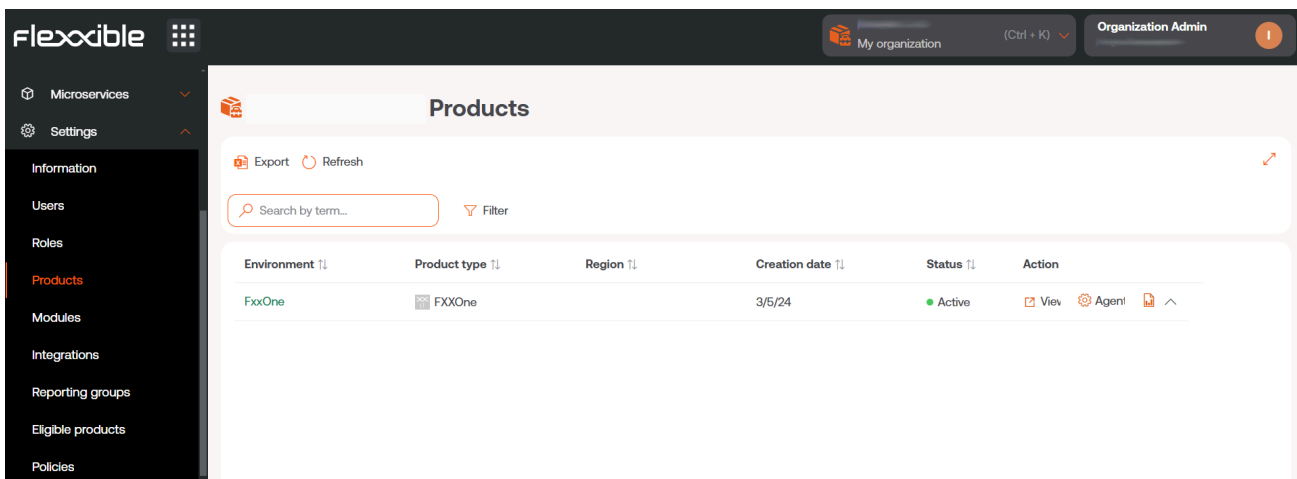 Flexxible
My organization
(Ctrl + K)
Organization Admin
I
Microservices
Settings
Information
Users
Roles
Products
Modules
Integrations
Reporting groups
Eligible products
Policies
Products
Export
Refresh
Search by term...
Filter
Environment
Product type
Region
Creation date
Status
Action
FxxOne
FXXOne
3/5/24
Active
Viev
Agent